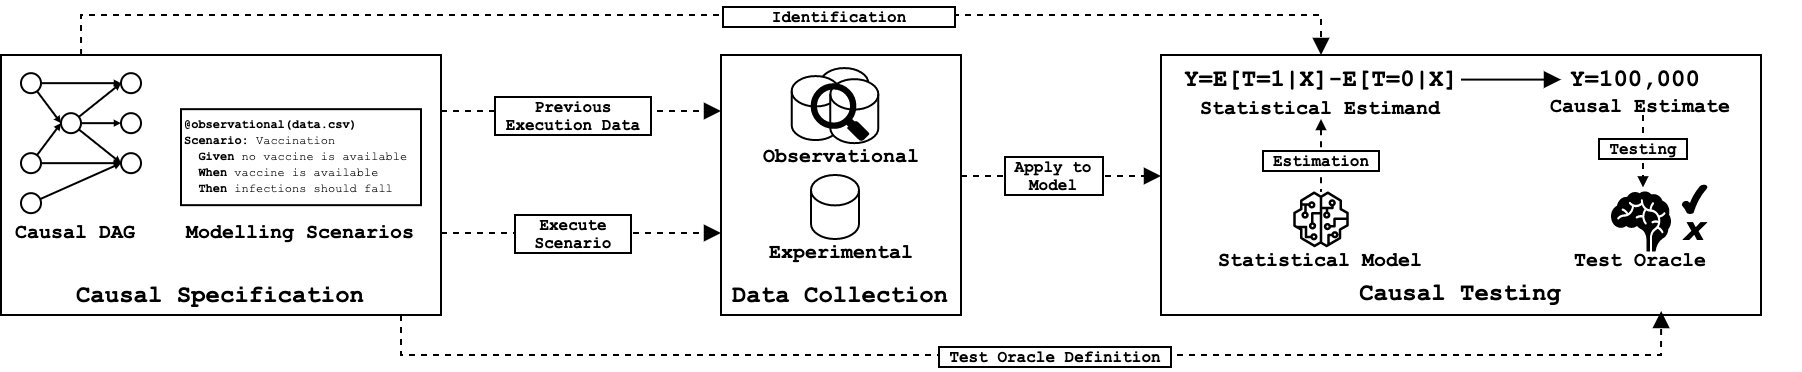 Identification
@observational(data.csv)
Scenario: Vaccination
Given no vaccine is available
When vaccine is available
Then infections should fall
Causal DAG
Modelling Scenarios
Causal Specification
Previous
Execution Data
Execute
Scenario
Observational
Experimental
Data Collection
Apply to
Model
Y=E[T=1|X]-E[T=0|X]
Statistical Estimand
Y=100,000
Causal Estimate
Estimation
Testing
Statistical Model
Test Oracle
Causal Testing
Test Oracle Definition